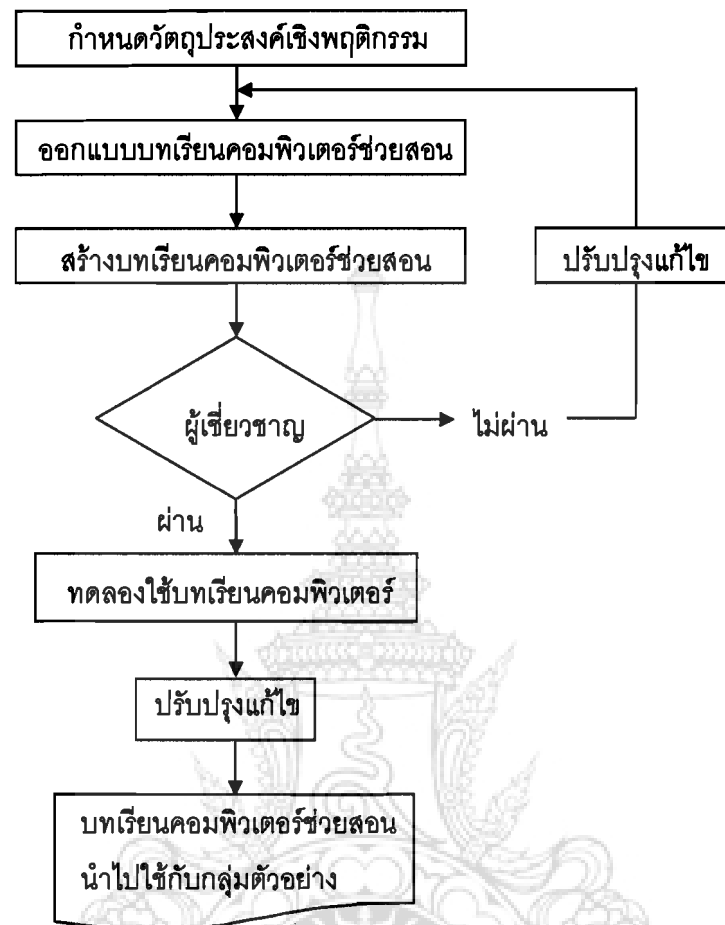 กำหนดวัตถุประสงค์เชิงพฤติกรรม
ออกแบบบทเรียนคอมพิวเตอร์ช่วยสอน
สร้างบทเรียนคอมพิวเตอร์ช่วยสอน
ปรับปรุงแก้ไข
ผู้เชี่ยวชาญ
ไม่ผ่าน
ผ่าน
ทดลองใช้บทเรียนคอมพิวเตอร์
ปรับปรุงแก้ไข
บทเรียนคอมพิวเตอร์ช่วยสอน
นำไปใช้กับกลุ่มตัวอย่าง